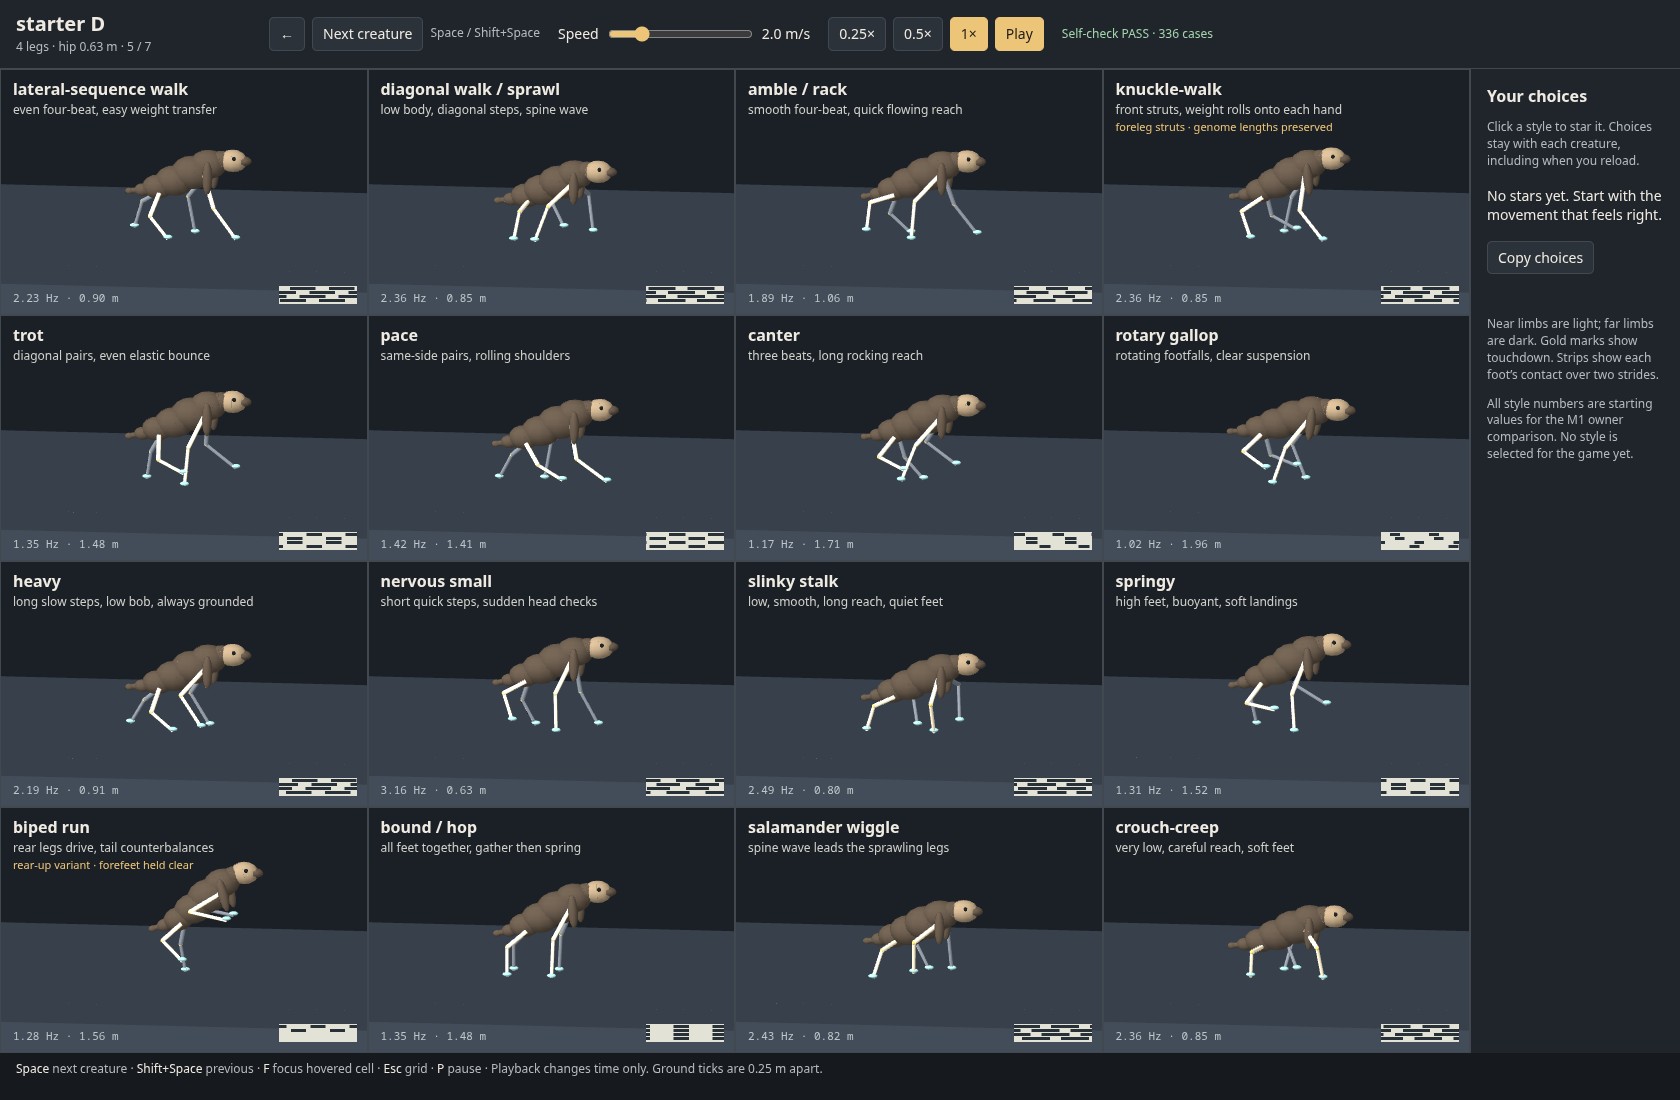 starter D
4 legs · hip 0.63 m · 5 / 7
←
Next creature
Space / Shift+Space
Speed
2.0 m/s
0.25×
0.5×
1×
Play
Self-check PASS · 336 cases
lateral-sequence walk
even four-beat, easy weight transfer
2.23 Hz · 0.90 m
diagonal walk / sprawl
low body, diagonal steps, spine wave
2.36 Hz · 0.85 m
amble / rack
smooth four-beat, quick flowing reach
1.89 Hz · 1.06 m
knuckle-walk
front struts, weight rolls onto each hand
foreleg struts · genome lengths preserved
2.36 Hz · 0.85 m
trot
diagonal pairs, even elastic bounce
1.35 Hz · 1.48 m
pace
same-side pairs, rolling shoulders
1.42 Hz · 1.41 m
canter
three beats, long rocking reach
1.17 Hz · 1.71 m
rotary gallop
rotating footfalls, clear suspension
1.02 Hz · 1.96 m
heavy
long slow steps, low bob, always grounded
2.19 Hz · 0.91 m
nervous small
short quick steps, sudden head checks
3.16 Hz · 0.63 m
slinky stalk
low, smooth, long reach, quiet feet
2.49 Hz · 0.80 m
springy
high feet, buoyant, soft landings
1.31 Hz · 1.52 m
biped run
rear legs drive, tail counterbalances
rear-up variant · forefeet held clear
1.28 Hz · 1.56 m
bound / hop
all feet together, gather then spring
1.35 Hz · 1.48 m
salamander wiggle
spine wave leads the sprawling legs
2.43 Hz · 0.82 m
crouch-creep
very low, careful reach, soft feet
2.36 Hz · 0.85 m
Your choices
Click a style to star it. Choices
stay with each creature,
including when you reload.
No stars yet. Start with the
movement that feels right.
Copy choices
Near limbs are light; far limbs
are dark. Gold marks show
touchdown. Strips show each
foot's contact over two strides.
All style numbers are starting
values for the M1 owner
comparison. No style is
selected for the game yet.
Space next creature · Shift+Space previous · F focus hovered cell · Esc grid · P pause · Playback changes time only. Ground ticks are 0.25 m apart.